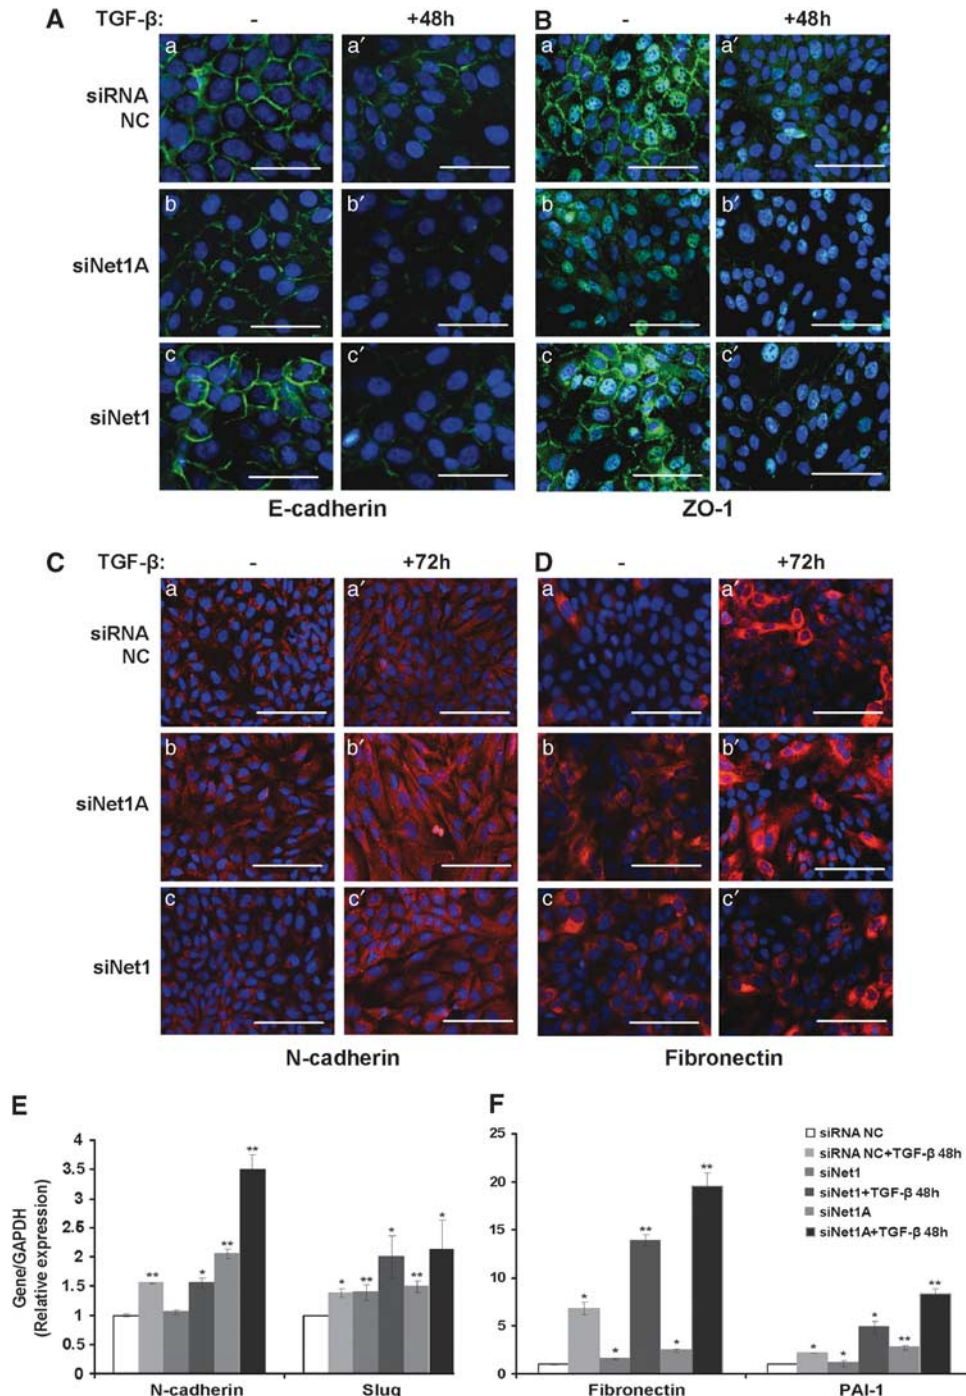 A TGF-β: - +48h B - +48h
a a′ a a′
siRNA
NC
b b′ b b′
siNet1A
c c′ c c′
siNet1
E-cadherin ZO-1
C TGF-β: - +72h D - +72h
a a′ a a′
siRNA
NC
b b′ b b′
siNet1A
c c′ c c′
siNet1
N-cadherin Fibronectin
E
Gene/GAPDH
(Relative expression)
4
3.5
3
2.5
2
1.5
1
0.5
0
** * ** **
* ** * ** *
N-cadherin Slug
F
25
20
15
10
5
0
* * ** * **
* * * ** **
Fibronectin PAI-1
siRNA NC
siRNA NC+TGF-β 48h
siNet1
siNet1+TGF-β 48h
siNet1A
siNet1A+TGF-β 48h